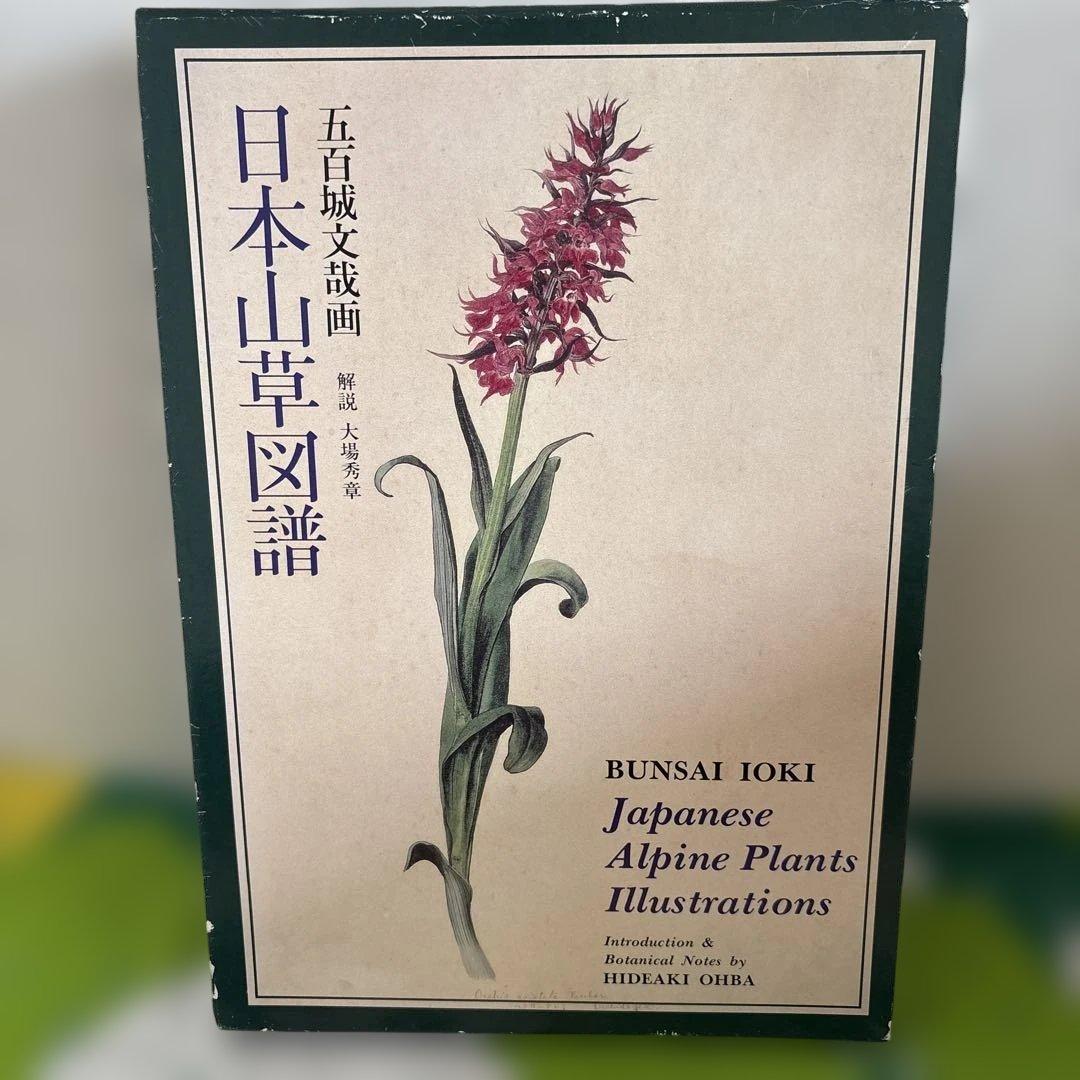 五百城文哉画
解説 大場秀章
日本山草図譜
BUNSAI IOKI
Japanese
Alpine Plants
Illustrations
Introduction &
Botanical Notes by
HIDEAKI OHBA